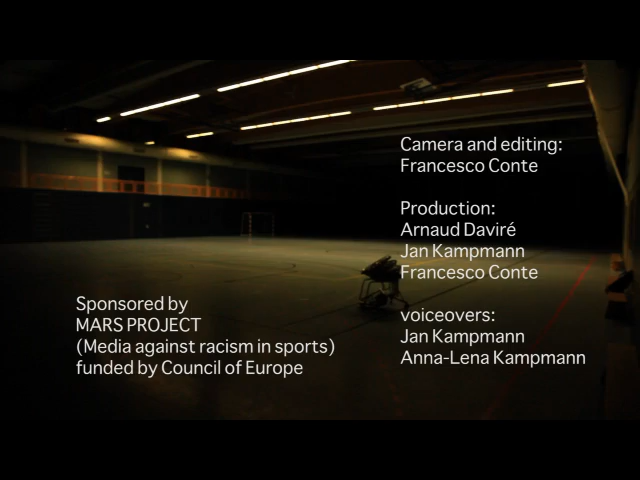 Camera and editing:
Francesco Conte
Production:
Arnaud Daviré
Jan Kampmann
Francesco Conte
voiceovers:
Jan Kampmann
Anna-Lena Kampmann
Sponsored by
MARS PROJECT
(Media against racism in sports)
funded by Council of Europe